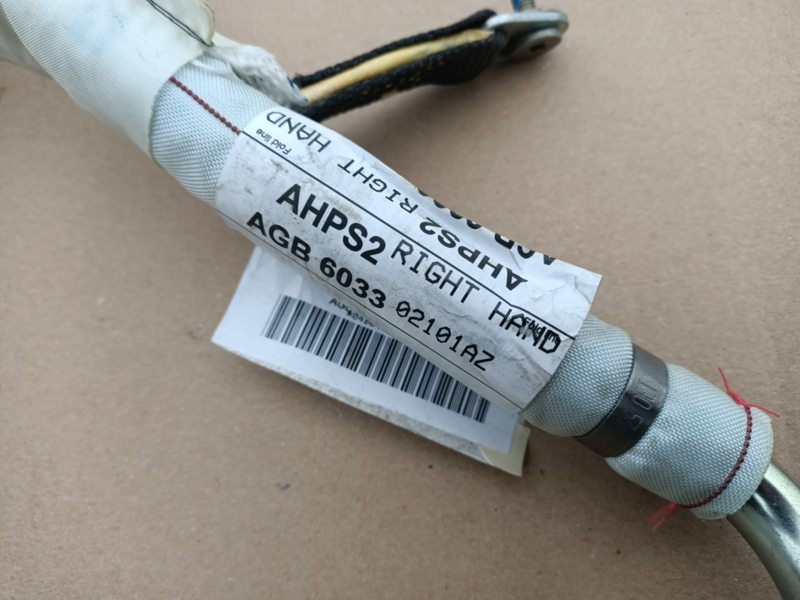 Fold line
RIGHT HAND
AHPS2 RIGHT HAND
AHPS2 RIGHT HAND
AGB 6033 02101AZ